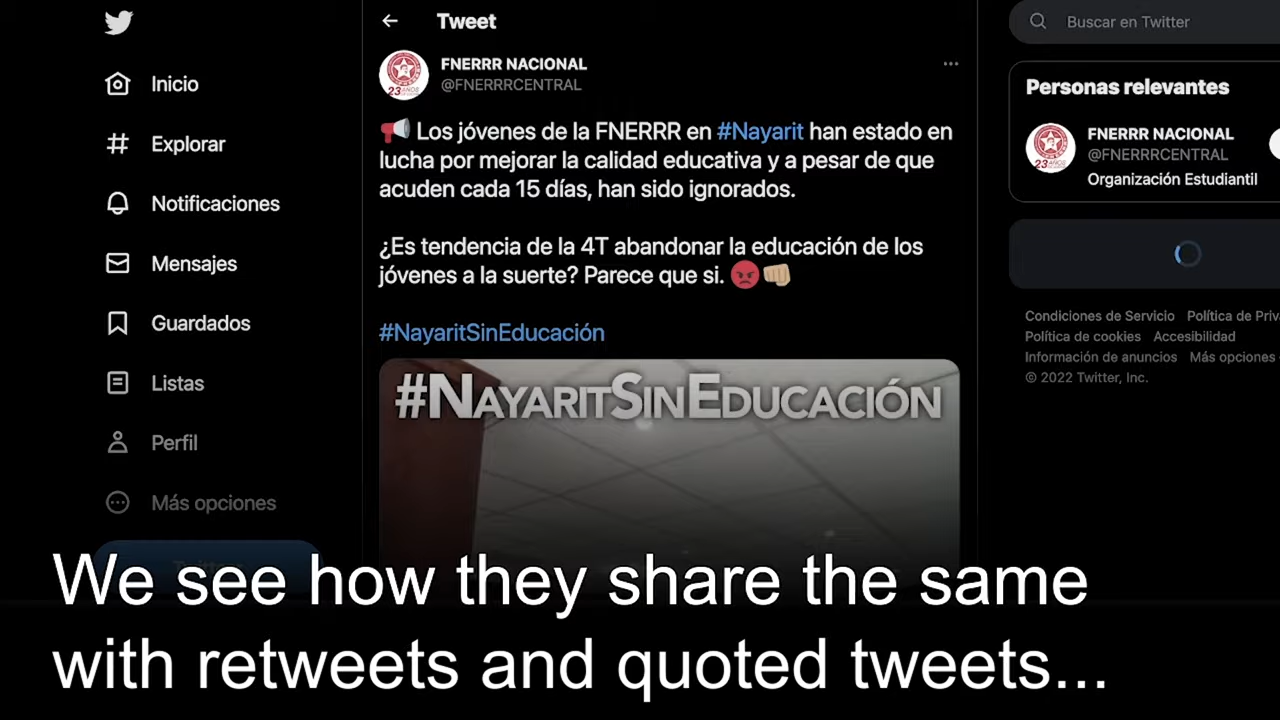 Tweet
Buscar en Twitter
Inicio
Explorar
Notificaciones
Mensajes
Guardados
Listas
Perfil
Más opciones
FNERRR NACIONAL
@FNERRRCENTRAL
23 AÑOS
Los jóvenes de la FNERRR en #Nayarit han estado en
lucha por mejorar la calidad educativa y a pesar de que
acuden cada 15 días, han sido ignorados.
¿Es tendencia de la 4T abandonar la educación de los
jóvenes a la suerte? Parece que si.
#NayaritSinEducación
#NAYARITSINEDUCACIÓN
Personas relevantes
FNERRR NACIONAL
@FNERRRCENTRAL
23 AÑOS
Organización Estudiantil
Condiciones de Servicio Política de
Política de cookies Accesibilidad
Información de anuncios Más opciones
© 2022 Twitter, Inc.
We see how they share the same
with retweets and quoted tweets...